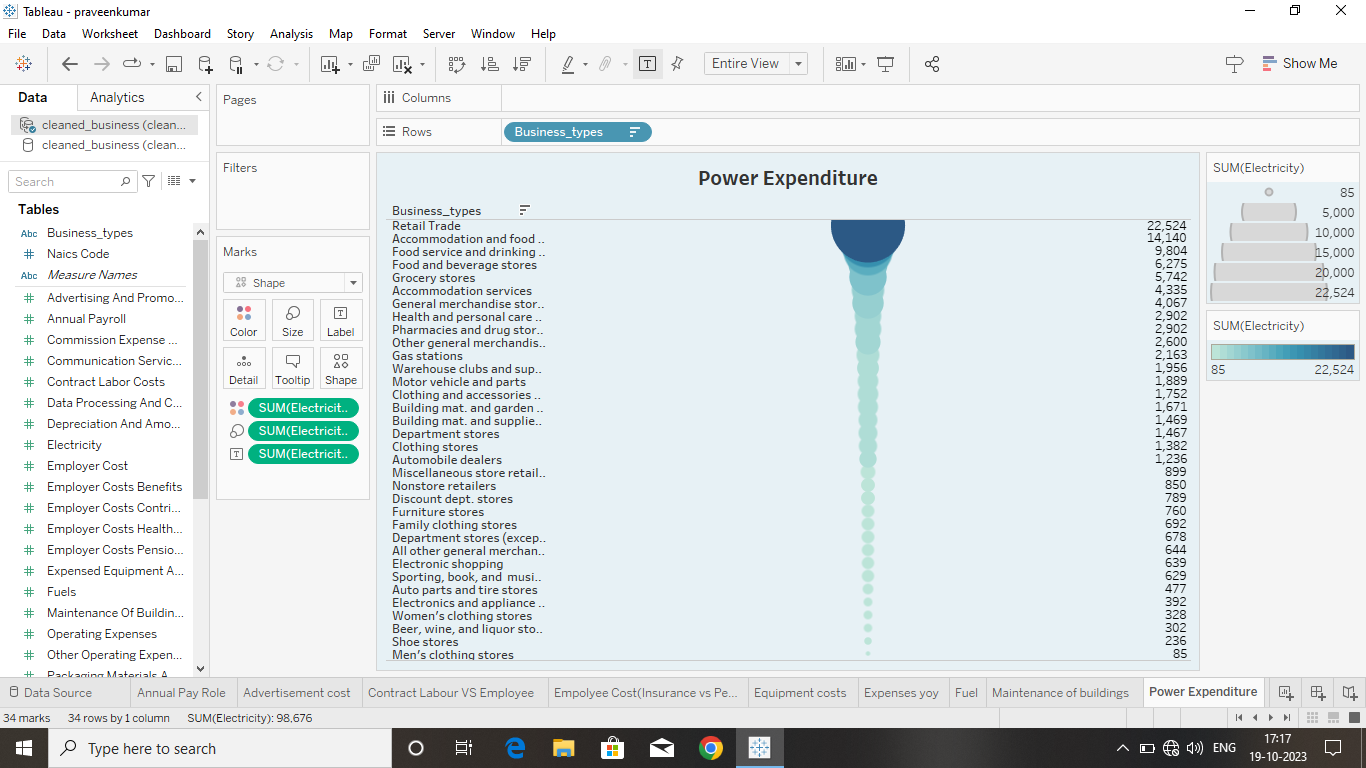 Tableau - praveenkumar
File Data Worksheet Dashboard Story Analysis Map Format Server Window Help
Entire View
Show Me
Data Analytics
cleaned_business (clean...
cleaned_business (clean...
Search
Tables
Abc Business_types
# Naics Code
Abc Measure Names
# Advertising And Promo...
# Annual Payroll
# Commission Expense ...
# Communication Servic...
# Contract Labor Costs
# Data Processing And C...
# Depreciation And Amo...
# Electricity
# Employer Cost
# Employer Costs Benefits
# Employer Costs Contri...
# Employer Costs Health...
# Employer Costs Pensio...
# Expensed Equipment A...
# Fuels
# Maintenance Of Buildin...
# Operating Expenses
# Other Operating Expen...
Packaging Materials A
Pages
Filters
Marks
Shape
Color Size Label
Detail Tooltip Shape
SUM(Electricit..
SUM(Electricit..
SUM(Electricit..
Columns
Rows Business_types
Power Expenditure
Business_types
Retail Trade 22,524
Accommodation and food .. 14,140
Food service and drinking .. 9,804
Food and beverage stores 6,275
Grocery stores 5,742
Accommodation services 4,335
General merchandise stor.. 4,067
Health and personal care .. 2,902
Pharmacies and drug stor.. 2,902
Other general merchandis.. 2,600
Gas stations 2,163
Warehouse clubs and sup.. 1,956
Motor vehicle and parts 1,889
Clothing and accessories .. 1,752
Building mat. and garden .. 1,671
Building mat. and supplie.. 1,469
Department stores 1,467
Clothing stores 1,382
Automobile dealers 1,236
Miscellaneous store retail.. 899
Nonstore retailers 850
Discount dept. stores 789
Furniture stores 760
Family clothing stores 692
Department stores (excep.. 678
All other general merchan.. 644
Electronic shopping 639
Sporting, book, and musi.. 629
Auto parts and tire stores 477
Electronics and appliance .. 392
Women's clothing stores 328
Beer, wine, and liquor sto.. 302
Shoe stores 236
Men's clothing stores 85
SUM(Electricity)
85
5,000
10,000
15,000
20,000
22,524
SUM(Electricity)
85 22,524
Data Source Annual Pay Role Advertisement cost Contract Labour VS Employee Empolyee Cost(Insurance vs Pe... Equipment costs Expenses yoy Fuel Maintenance of buildings Power Expenditure
34 marks 34 rows by 1 column SUM(Electricity): 98,676
Type here to search
ENG
17:17
19-10-2023